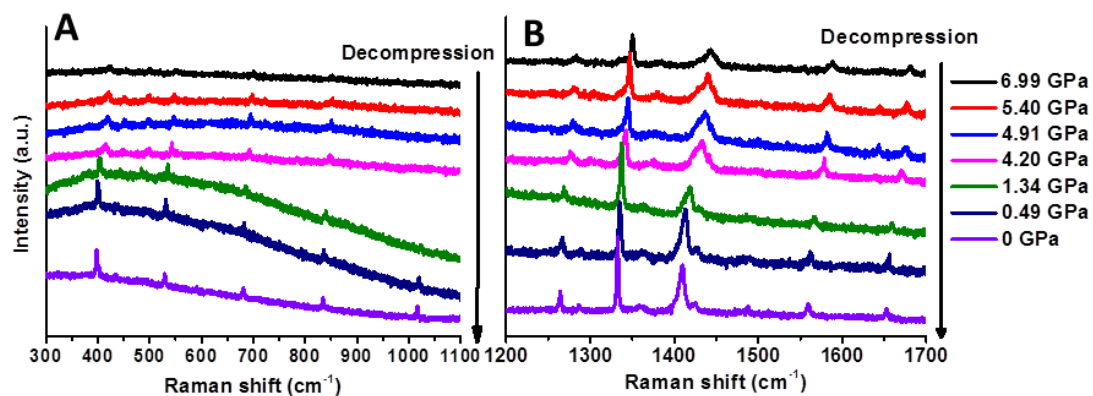 A
Decompression
Intensity (a.u.)
300 400 500 600 700 800 900 1000 1100
Raman shift (cm⁻¹)
B
Decompression
1200 1300 1400 1500 1600 1700
Raman shift (cm⁻¹)
6.99 GPa
5.40 GPa
4.91 GPa
4.20 GPa
1.34 GPa
0.49 GPa
0 GPa